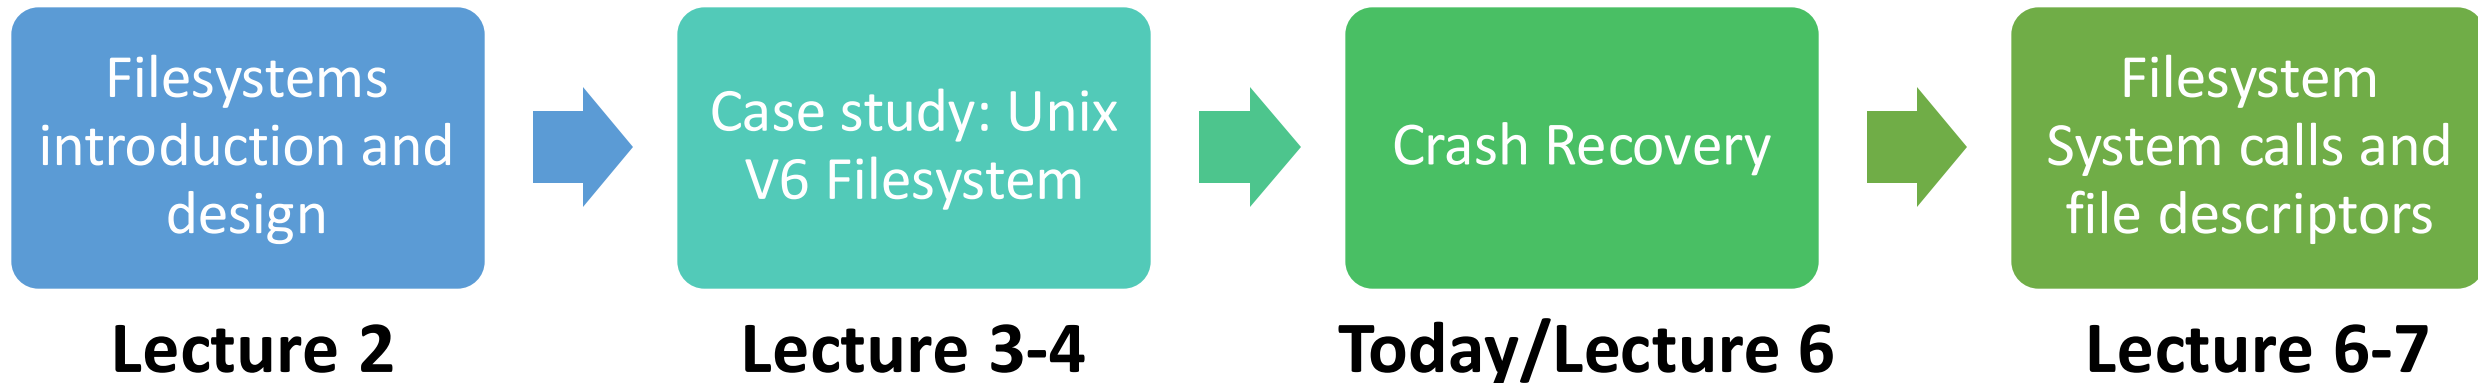 Filesystems
introduction and
design
Lecture 2
Case study: Unix
V6 Filesystem
Lecture 3-4
Crash Recovery
Today/Lecture 6
Filesystem
System calls and
file descriptors
Lecture 6-7